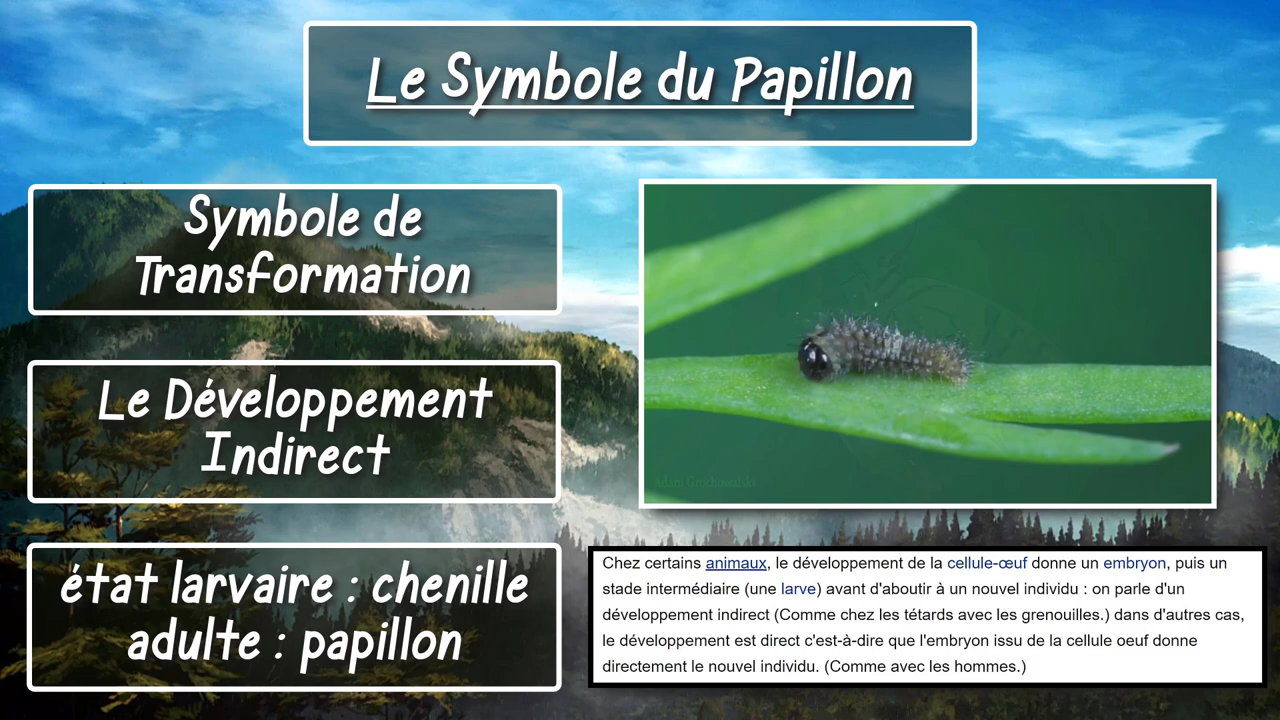 Le Symbole du Papillon
Symbole de
Transformation
Le Développement
Indirect
état larvaire : chenille
adulte : papillon
Adam Grochowalski
Chez certains animaux, le développement de la cellule-œuf donne un embryon, puis un
stade intermédiaire (une larve) avant d'aboutir à un nouvel individu : on parle d'un
développement indirect (Comme chez les tétards avec les grenouilles.) dans d'autres cas,
le développement est direct c'est-à-dire que l'embryon issu de la cellule oeuf donne
directement le nouvel individu. (Comme avec les hommes.)